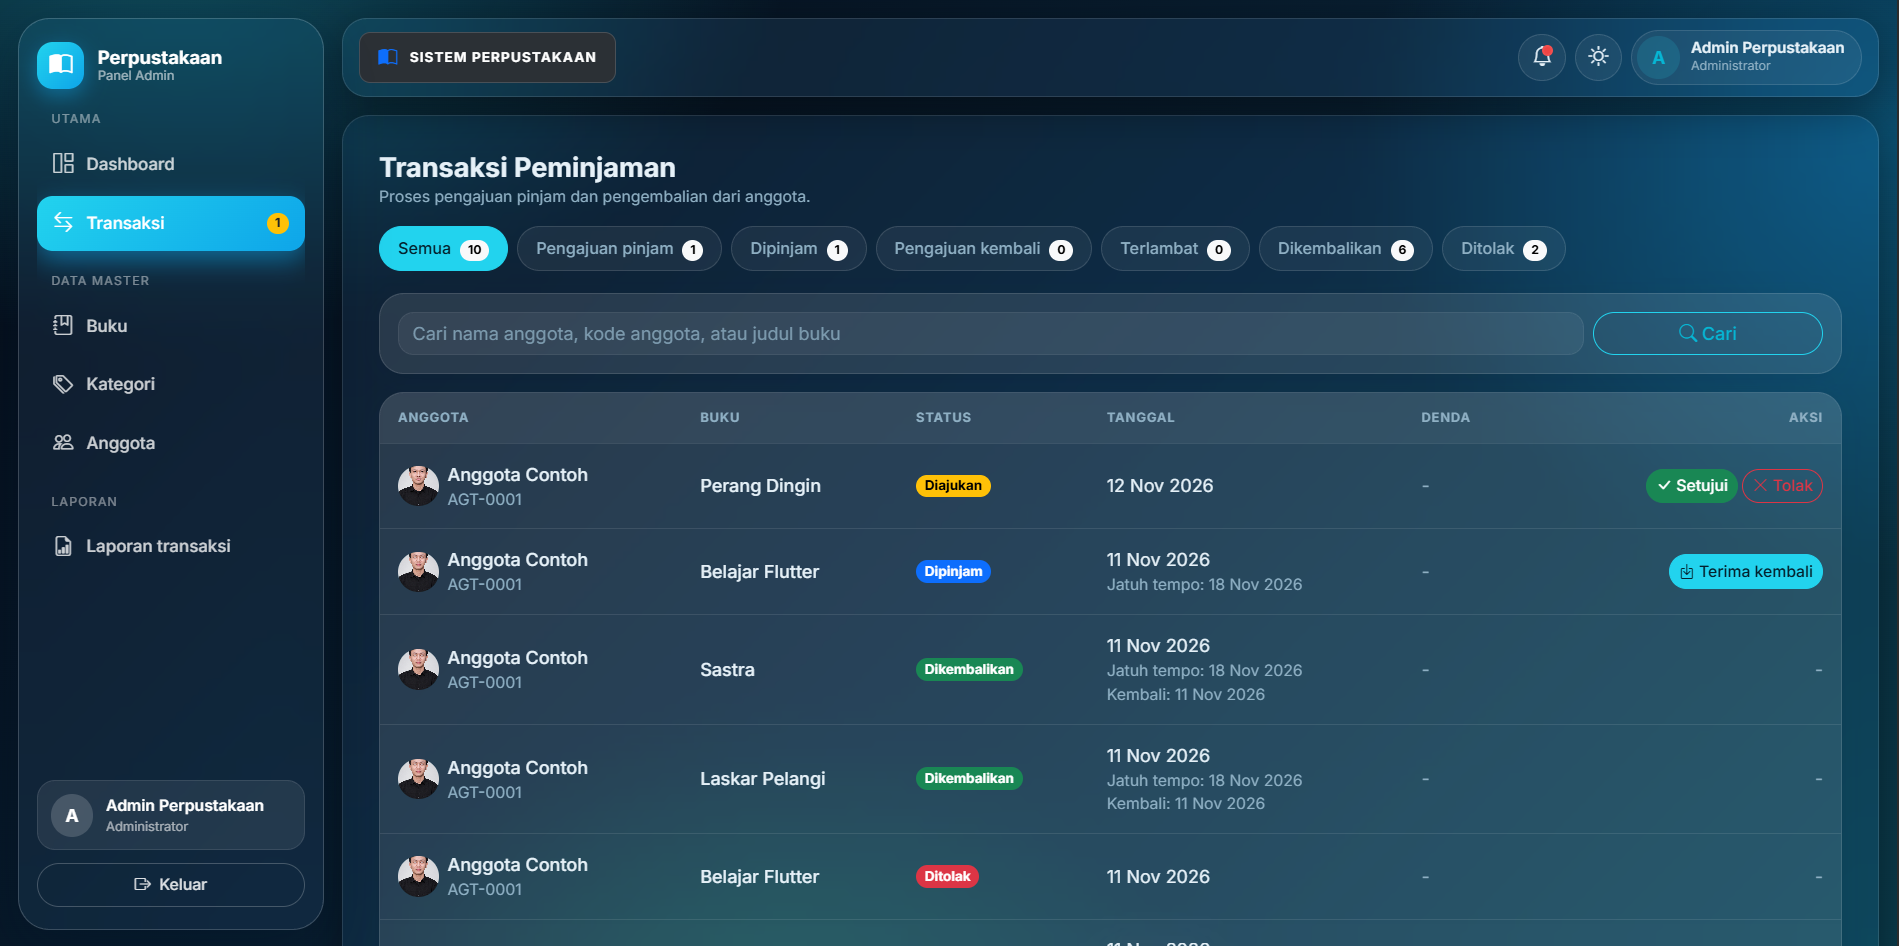 Perpustakaan
Panel Admin
UTAMA
Dashboard
Transaksi 1
DATA MASTER
Buku
Kategori
Anggota
LAPORAN
Laporan transaksi
A Admin Perpustakaan
Administrator
Keluar
SISTEM PERPUSTAKAAN
A Admin Perpustakaan
Administrator
Transaksi Peminjaman
Proses pengajuan pinjam dan pengembalian dari anggota.
Semua 10 Pengajuan pinjam 1 Dipinjam 1 Pengajuan kembali 0 Terlambat 0 Dikembalikan 6 Ditolak 2
Cari nama anggota, kode anggota, atau judul buku Cari
ANGGOTA BUKU STATUS TANGGAL DENDA AKSI
Anggota Contoh
AGT-0001
Perang Dingin Diajukan 12 Nov 2026 - Setujui Tolak
Anggota Contoh
AGT-0001
Belajar Flutter Dipinjam
11 Nov 2026
Jatuh tempo: 18 Nov 2026
- Terima kembali
Anggota Contoh
AGT-0001
Sastra Dikembalikan
11 Nov 2026
Jatuh tempo: 18 Nov 2026
Kembali: 11 Nov 2026
- -
Anggota Contoh
AGT-0001
Laskar Pelangi Dikembalikan
11 Nov 2026
Jatuh tempo: 18 Nov 2026
Kembali: 11 Nov 2026
- -
Anggota Contoh
AGT-0001
Belajar Flutter Ditolak 11 Nov 2026 - -